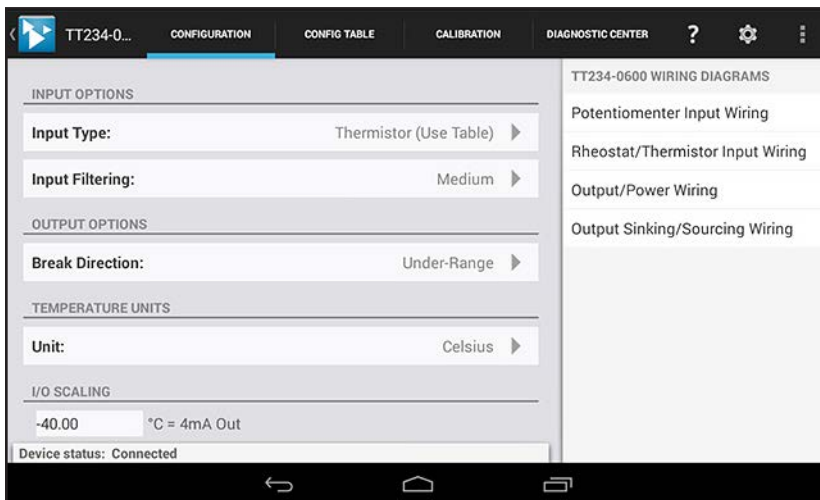 TT234-0... CONFIGURATION CONFIG TABLE CALIBRATION DIAGNOSTIC CENTER ?
INPUT OPTIONS
Input Type: Thermistor (Use Table)
Input Filtering: Medium
OUTPUT OPTIONS
Break Direction: Under-Range
TEMPERATURE UNITS
Unit: Celsius
I/O SCALING
-40.00 °C = 4mA Out
Device status: Connected
TT234-0600 WIRING DIAGRAMS
Potentiomenter Input Wiring
Rheostat/Thermistor Input Wiring
Output/Power Wiring
Output Sinking/Sourcing Wiring